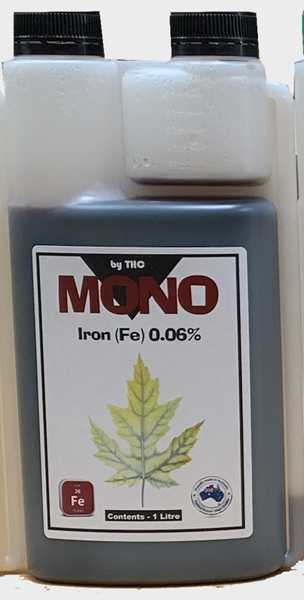 by THC
MONO
Iron (Fe) 0.06%
26
Fe
Contents - 1 Litre